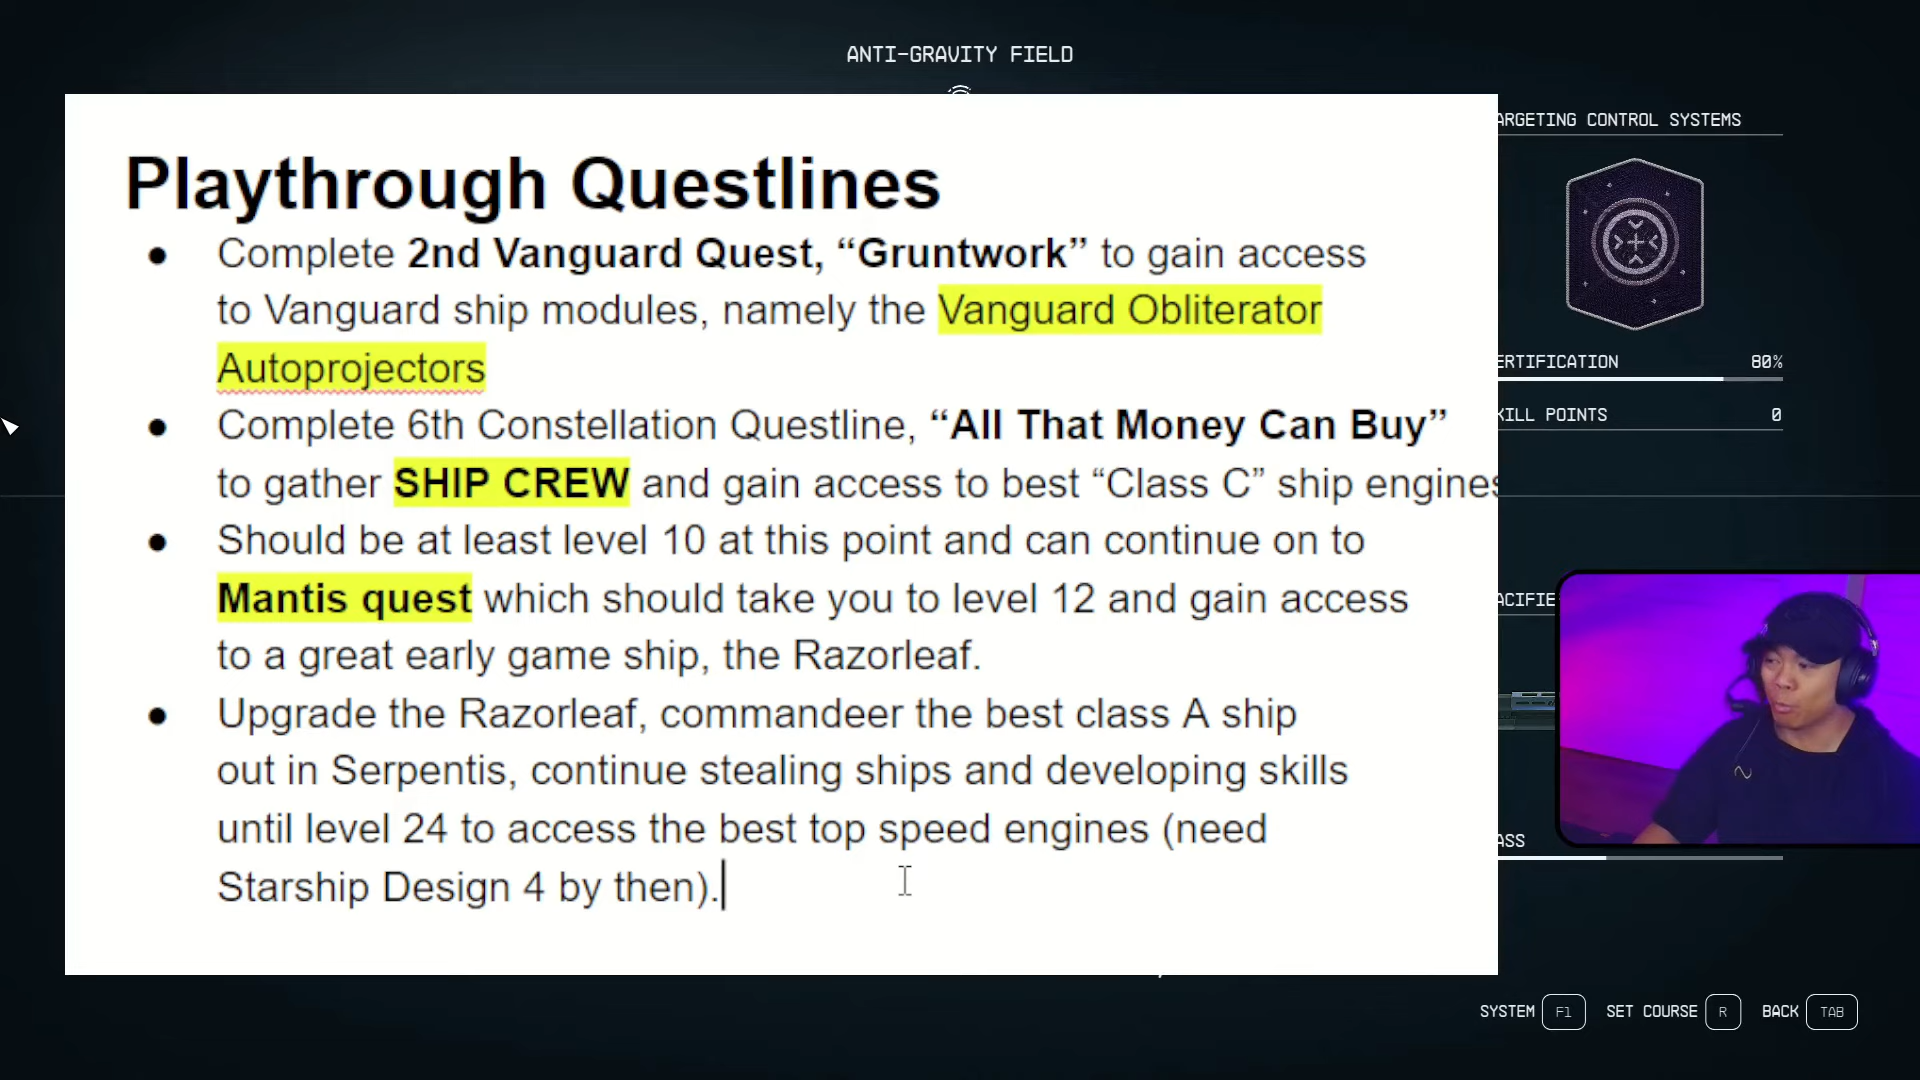 ANTI-GRAVITY FIELD
ARGETING CONTROL SYSTEMS
Playthrough Questlines
● Complete 2nd Vanguard Quest, “Gruntwork” to gain access
to Vanguard ship modules, namely the Vanguard Obliterator
Autoprojectors
● Complete 6th Constellation Questline, “All That Money Can Buy”
to gather SHIP CREW and gain access to best “Class C” ship engines
● Should be at least level 10 at this point and can continue on to
Mantis quest which should take you to level 12 and gain access
to a great early game ship, the Razorleaf.
● Upgrade the Razorleaf, commandeer the best class A ship
out in Serpentis, continue stealing ships and developing skills
until level 24 to access the best top speed engines (need
Starship Design 4 by then).
ERTIFICATION 80%
KILL POINTS 0
ACIFIE
ASS
SYSTEM F1 SET COURSE R BACK TAB